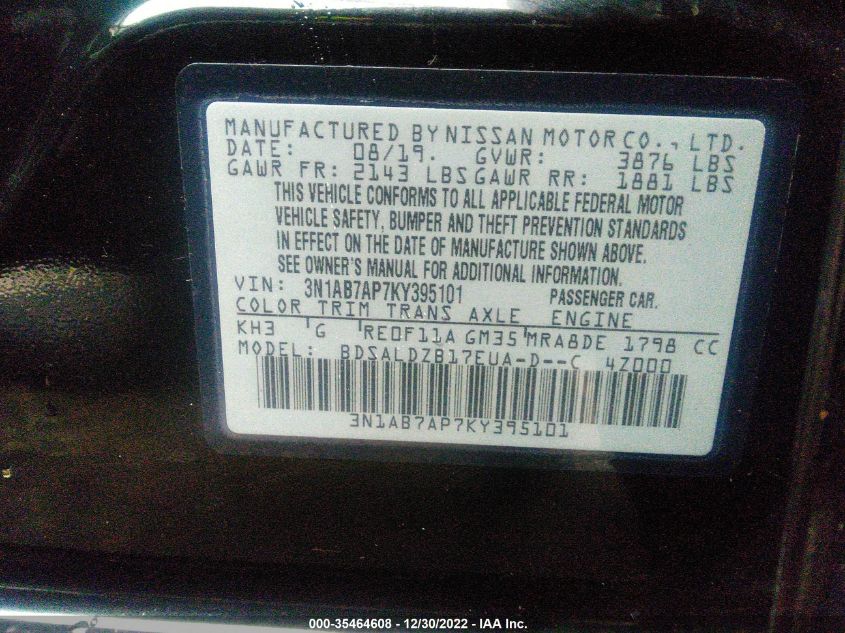 MANUFACTURED BY NISSAN MOTOR CO., LTD.
DATE: 08/19. GVWR: 3876 LBS
GAWR FR: 2143 LBS GAWR RR: 1881 LBS
THIS VEHICLE CONFORMS TO ALL APPLICABLE FEDERAL MOTOR
VEHICLE SAFETY, BUMPER AND THEFT PREVENTION STANDARDS
IN EFFECT ON THE DATE OF MANUFACTURE SHOWN ABOVE.
SEE OWNER'S MANUAL FOR ADDITIONAL INFORMATION.
VIN: 3N1AB7AP7KY395101 PASSENGER CAR.
COLOR TRIM TRANS AXLE ENGINE
KH3 G RE0F11A GM35 MRA8DE 1798 CC
MODEL: BDSALDZB17EUA-D--C 4Z000
3N1AB7AP7KY395101
000-35464608 - 12/30/2022 - IAA Inc.